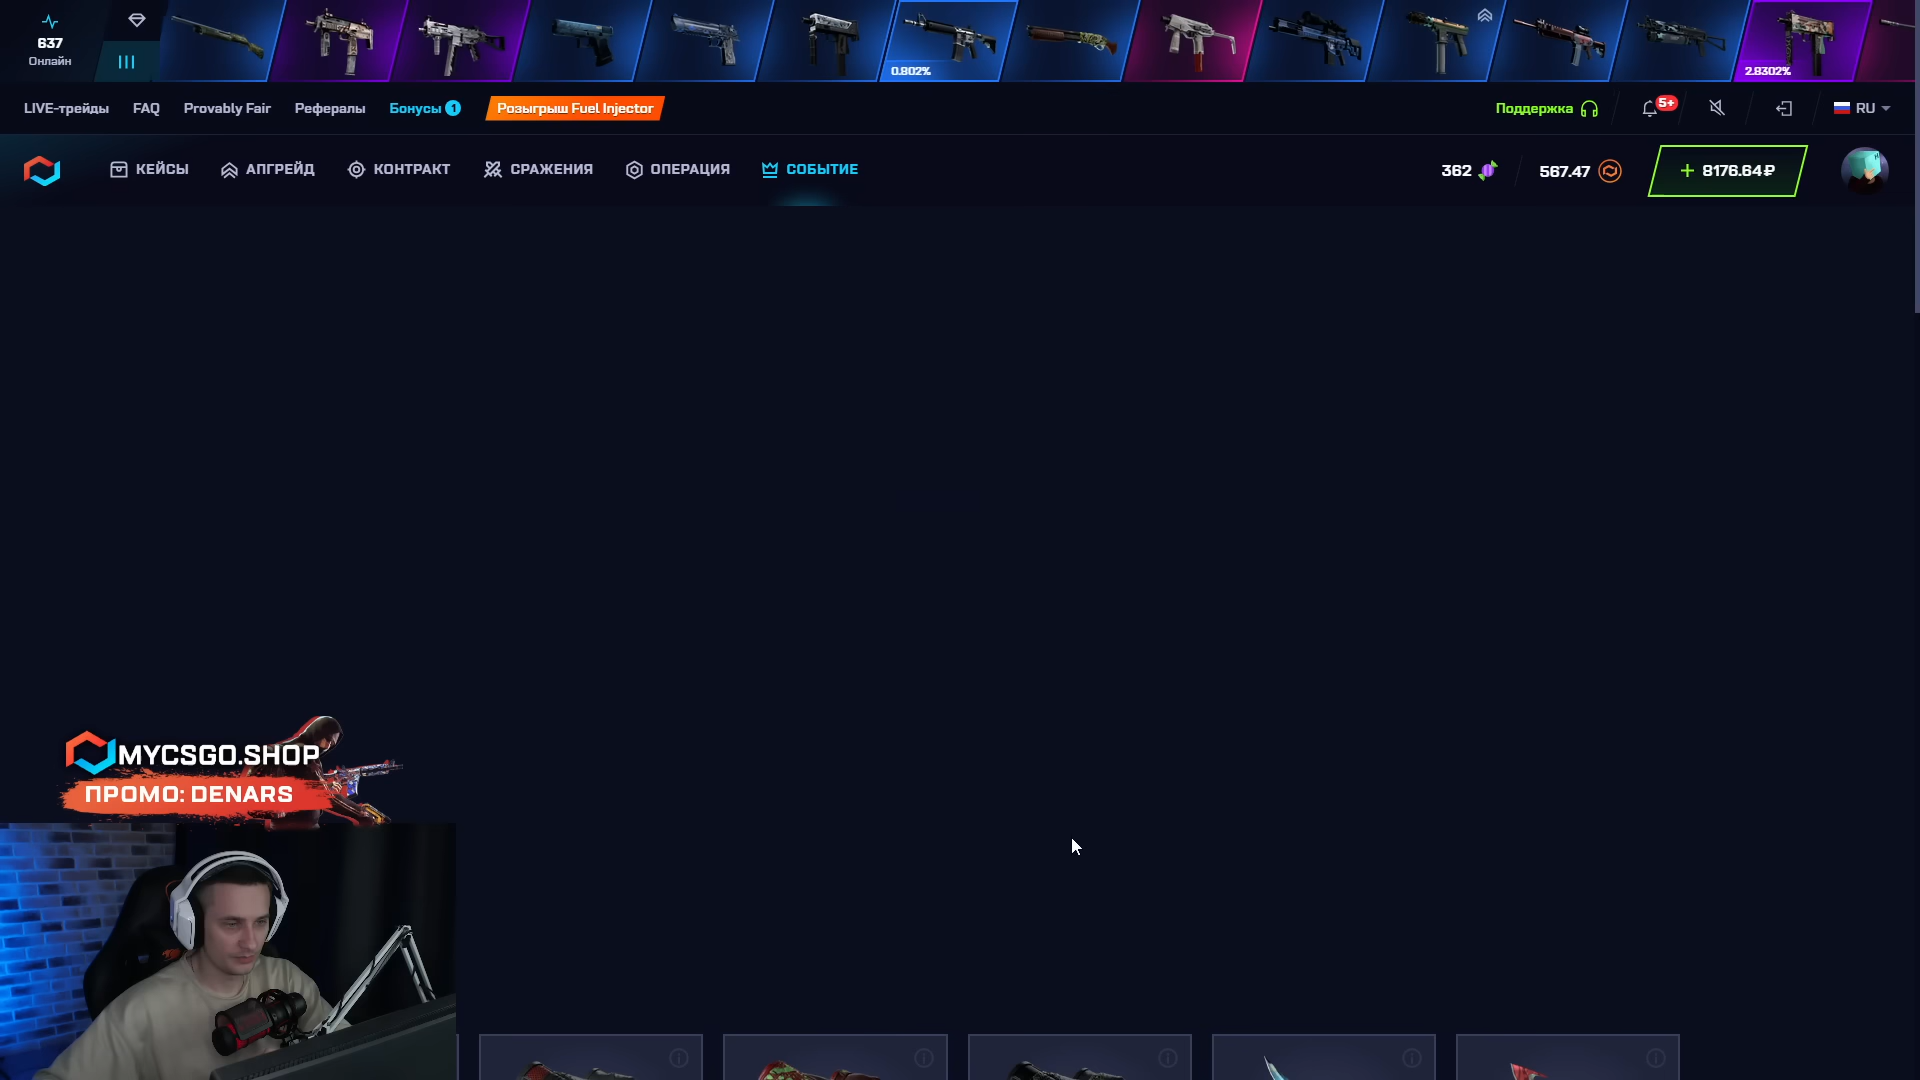 637
Онлайн
0.802%
2.8302%
LIVE-трейды
FAQ
Provably Fair
Рефералы
Бонусы 1
Розыгрыш Fuel Injector
Поддержка
5+
RU
КЕЙСЫ
АПГРЕЙД
КОНТРАКТ
СРАЖЕНИЯ
ОПЕРАЦИЯ
СОБЫТИЕ
362
567.47
+ 8176.64₽
MYCSGO.SHOP
ПРОМО: DENARS